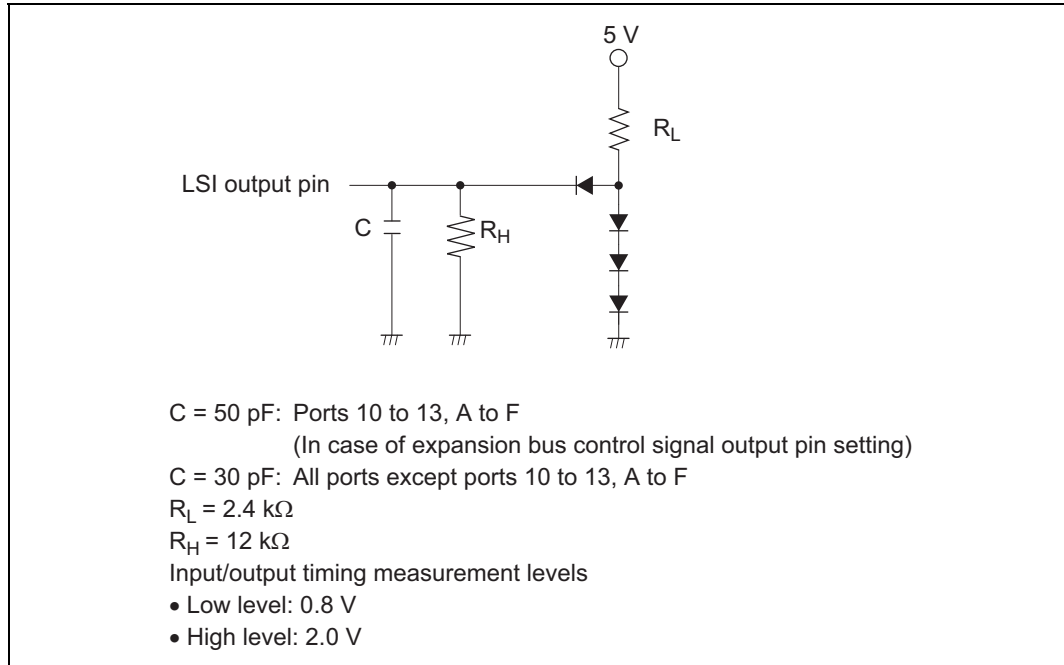 5 V
R_L
LSI output pin
C
R_H
C = 50 pF: Ports 10 to 13, A to F
(In case of expansion bus control signal output pin setting)
C = 30 pF: All ports except ports 10 to 13, A to F
R_L = 2.4 kΩ
R_H = 12 kΩ
Input/output timing measurement levels
• Low level: 0.8 V
• High level: 2.0 V